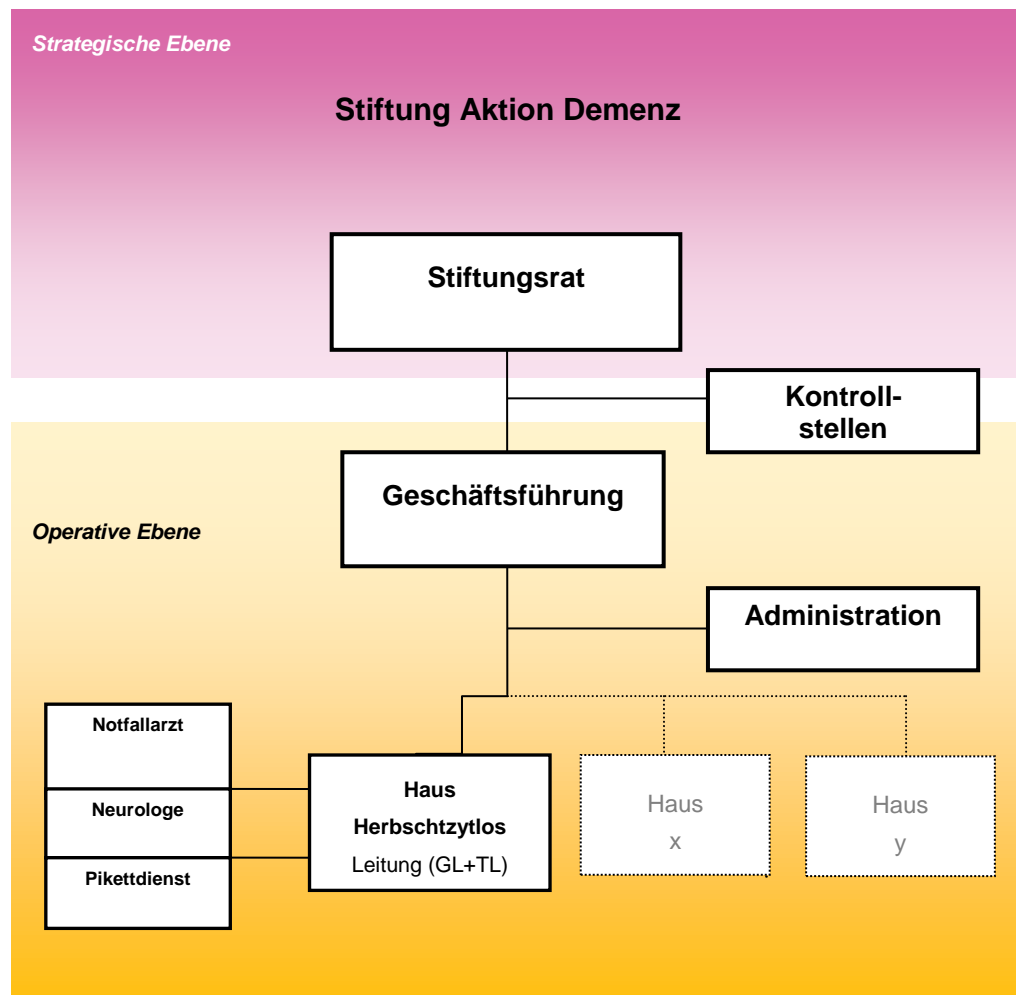 Strategische Ebene
Stiftung Aktion Demenz
Stiftungsrat
Kontroll-
stellen
Geschäftsführung
Operative Ebene
Administration
Notfallarzt
Neurologe
Pikettdienst
Haus
Herbschtzytlos
Leitung (GL+TL)
Haus
x
Haus
y